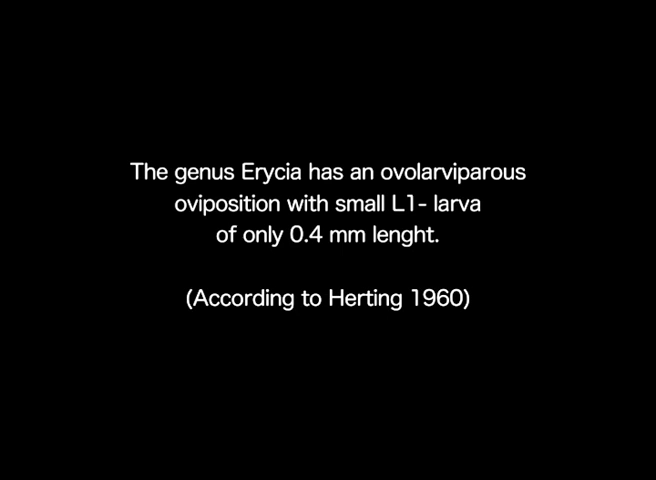 The genus Erycia has an ovolarviparous
oviposition with small L1- larva
of only 0.4 mm lenght.
(According to Herting 1960)